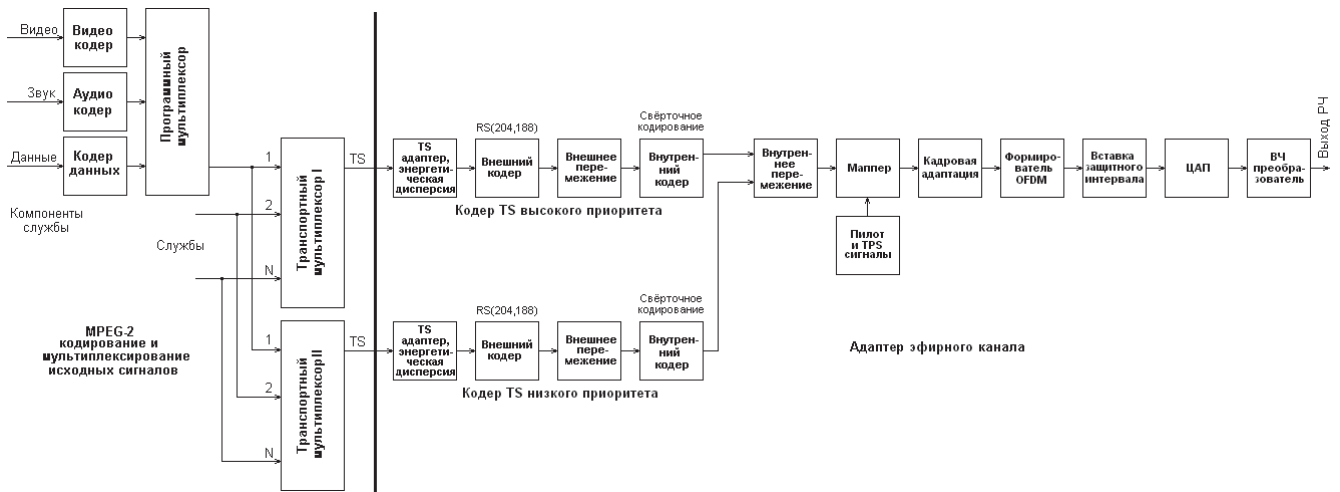 Видео
Видео
кодер
Звук
Аудио
кодер
Данные
Кодер
данных
Программный
мультиплексор
Компоненты
службы
Службы
1
2
N
Транспортный
мультиплексор I
TS
1
2
N
Транспортный
мультиплексор II
TS
MPEG-2
кодирование и
мультиплексирование
исходных сигналов
TS
адаптер,
энергети-
ческая
дисперсия
RS(204,188)
Внешний
кодер
Внешнее
пере-
межение
Свёрточное
кодирование
Внутрен-
ний
кодер
Кодер TS высокого приоритета
TS
адаптер,
энергети-
ческая
дисперсия
RS(204,188)
Внешний
кодер
Внешнее
пере-
межение
Свёрточное
кодирование
Внутрен-
ний
кодер
Кодер TS низкого приоритета
Внутрен-
нее
пере-
межение
Маппер
Пилот
и TPS
сигналы
Кадровая
адаптация
Формиро-
ватель
OFDM
Вставка
защитного
интервала
ЦАП
ВЧ
преобра-
зователь
Выход РЧ
Адаптер эфирного канала